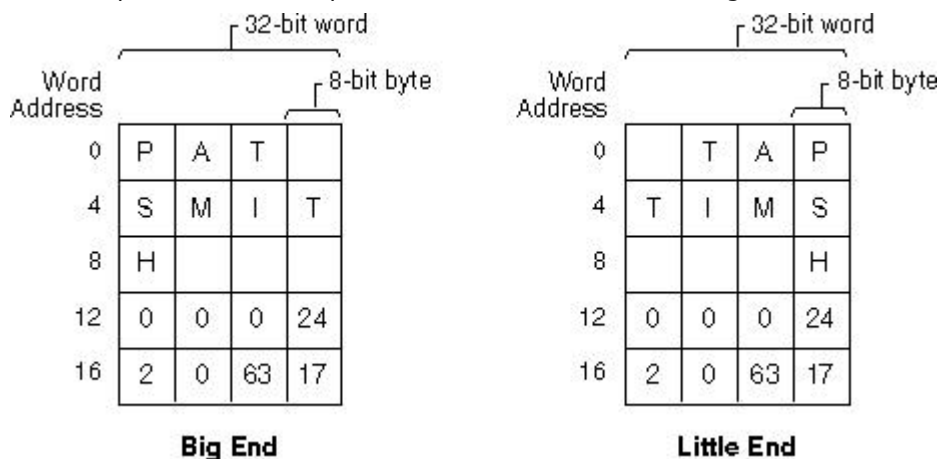 32-bit word 32-bit word
Word Address 8-bit byte Word Address 8-bit byte
0 P A T 0 T A P
4 S M I T 4 T I M S
8 H 8 H
12 0 0 0 24 12 0 0 0 24
16 2 0 63 17 16 2 0 63 17
Big End Little End